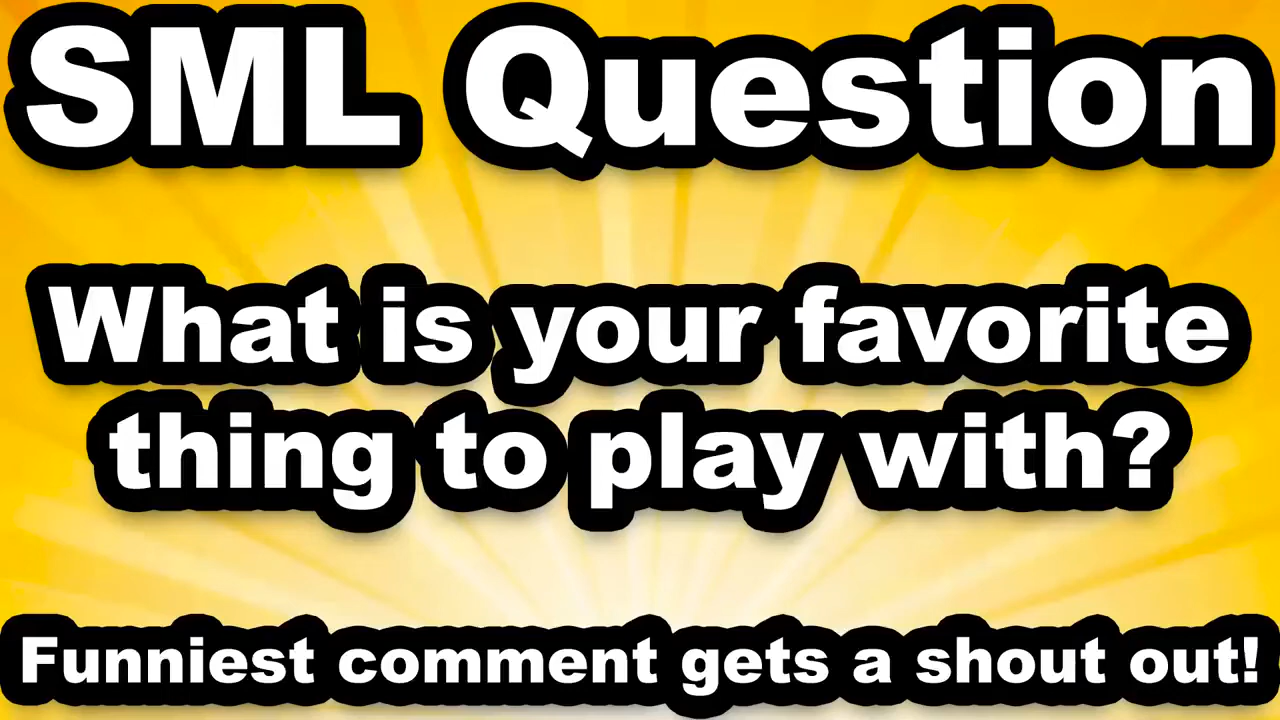 SML Question
What is your favorite
thing to play with?
Funniest comment gets a shout out!